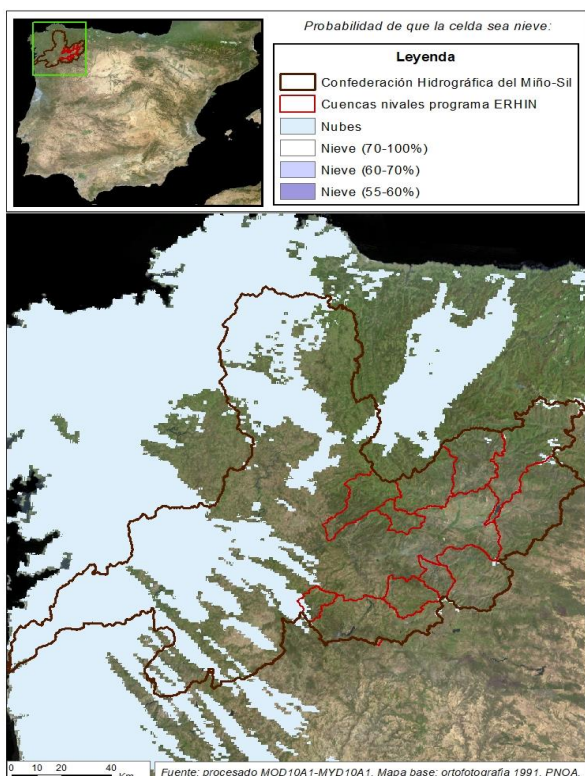 Probabilidad de que la celda sea nieve:
Leyenda
Confederación Hidrográfica del Miño-Sil
Cuencas nivales programa ERHIN
Nubes
Nieve (70-100%)
Nieve (60-70%)
Nieve (55-60%)
0 10 20 40
Km
Fuente: procesado MOD10A1-MYD10A1. Mapa base: ortofotografía 1991, PNOA